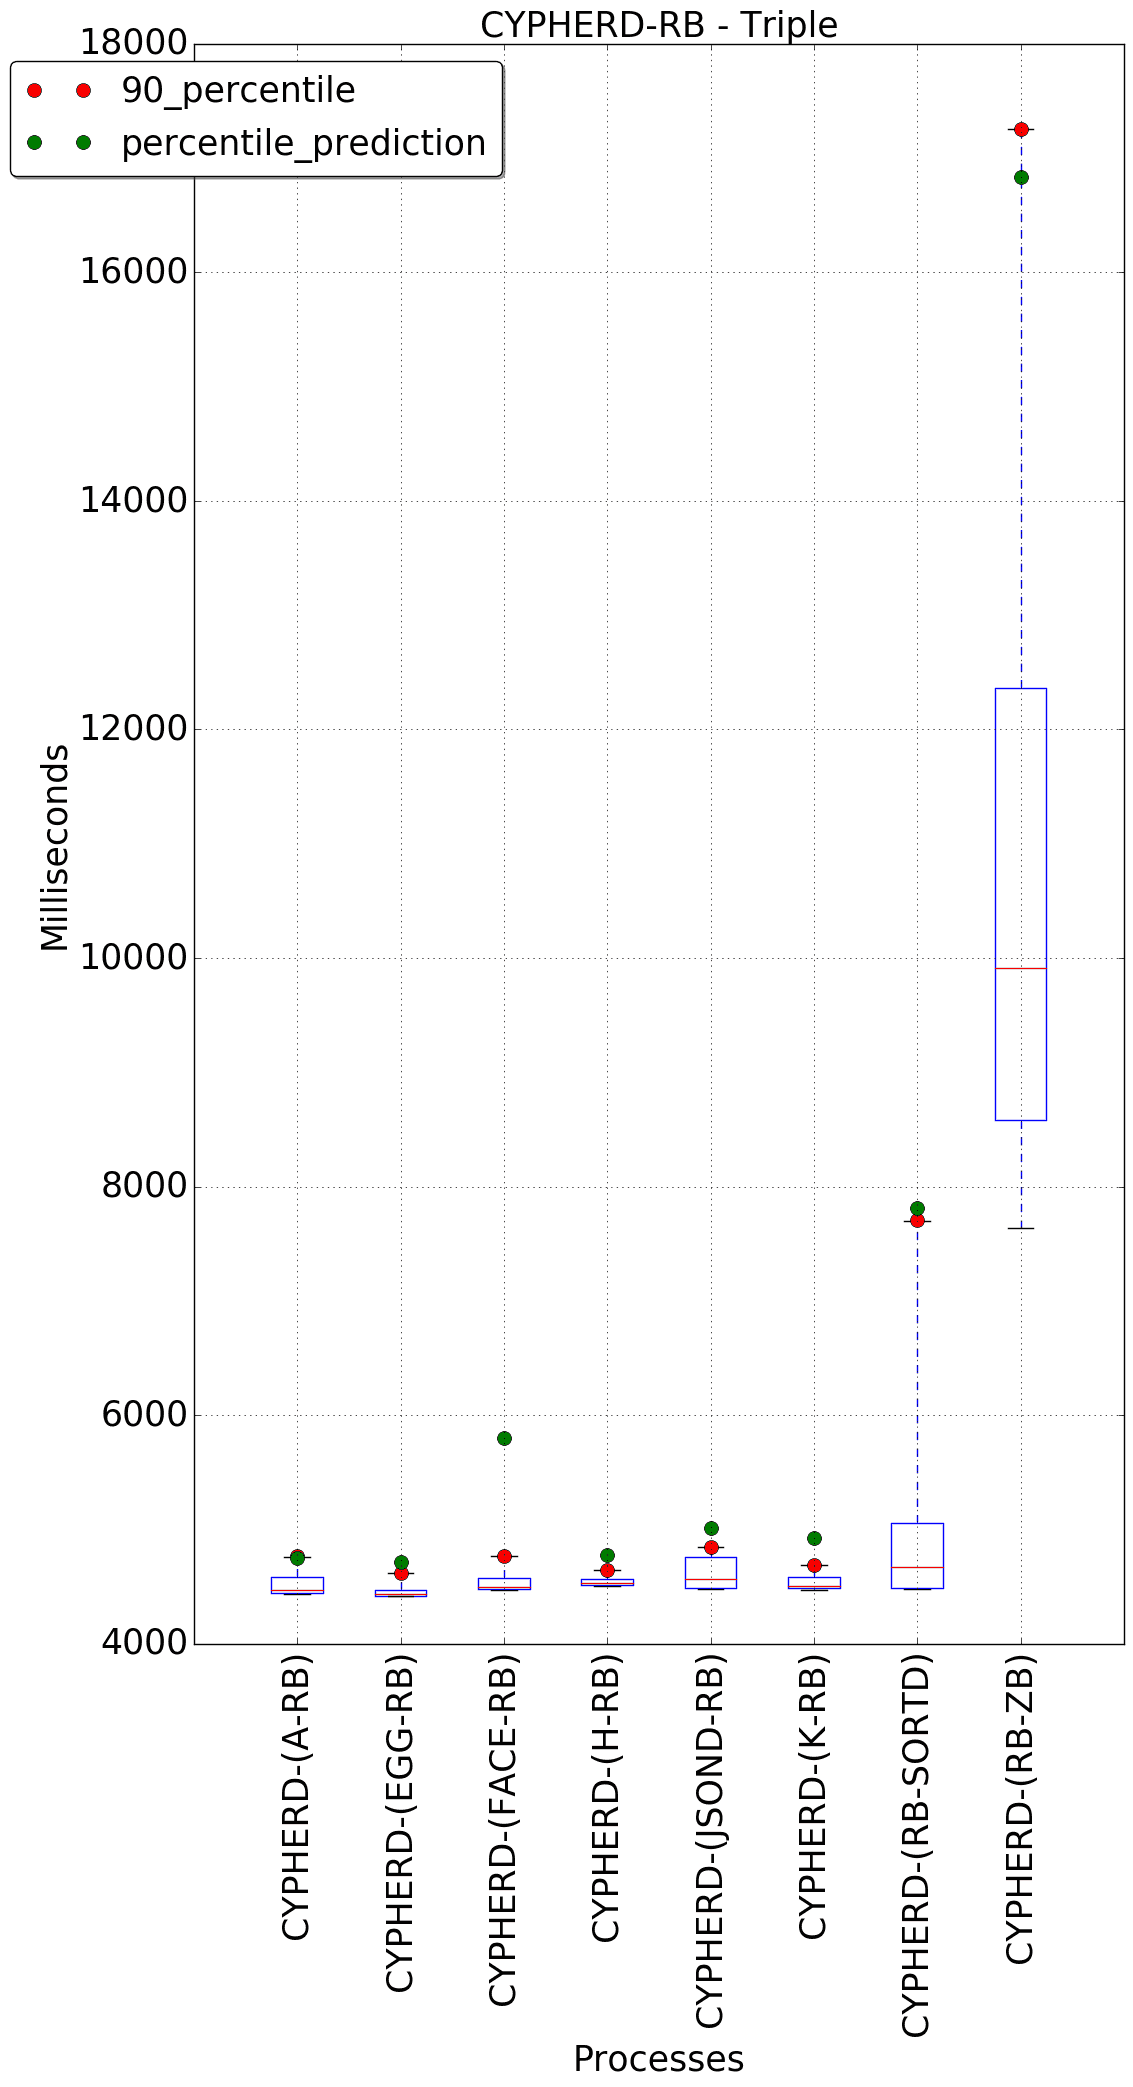 CYPHERD-RB - Triple
90_percentile
percentile_prediction
18000
16000
14000
12000
10000
8000
6000
4000
Milliseconds
CYPHERD-(A-RB)
CYPHERD-(EGG-RB)
CYPHERD-(FACE-RB)
CYPHERD-(H-RB)
CYPHERD-(JSOND-RB)
CYPHERD-(K-RB)
CYPHERD-(RB-SORTD)
CYPHERD-(RB-ZB)
Processes